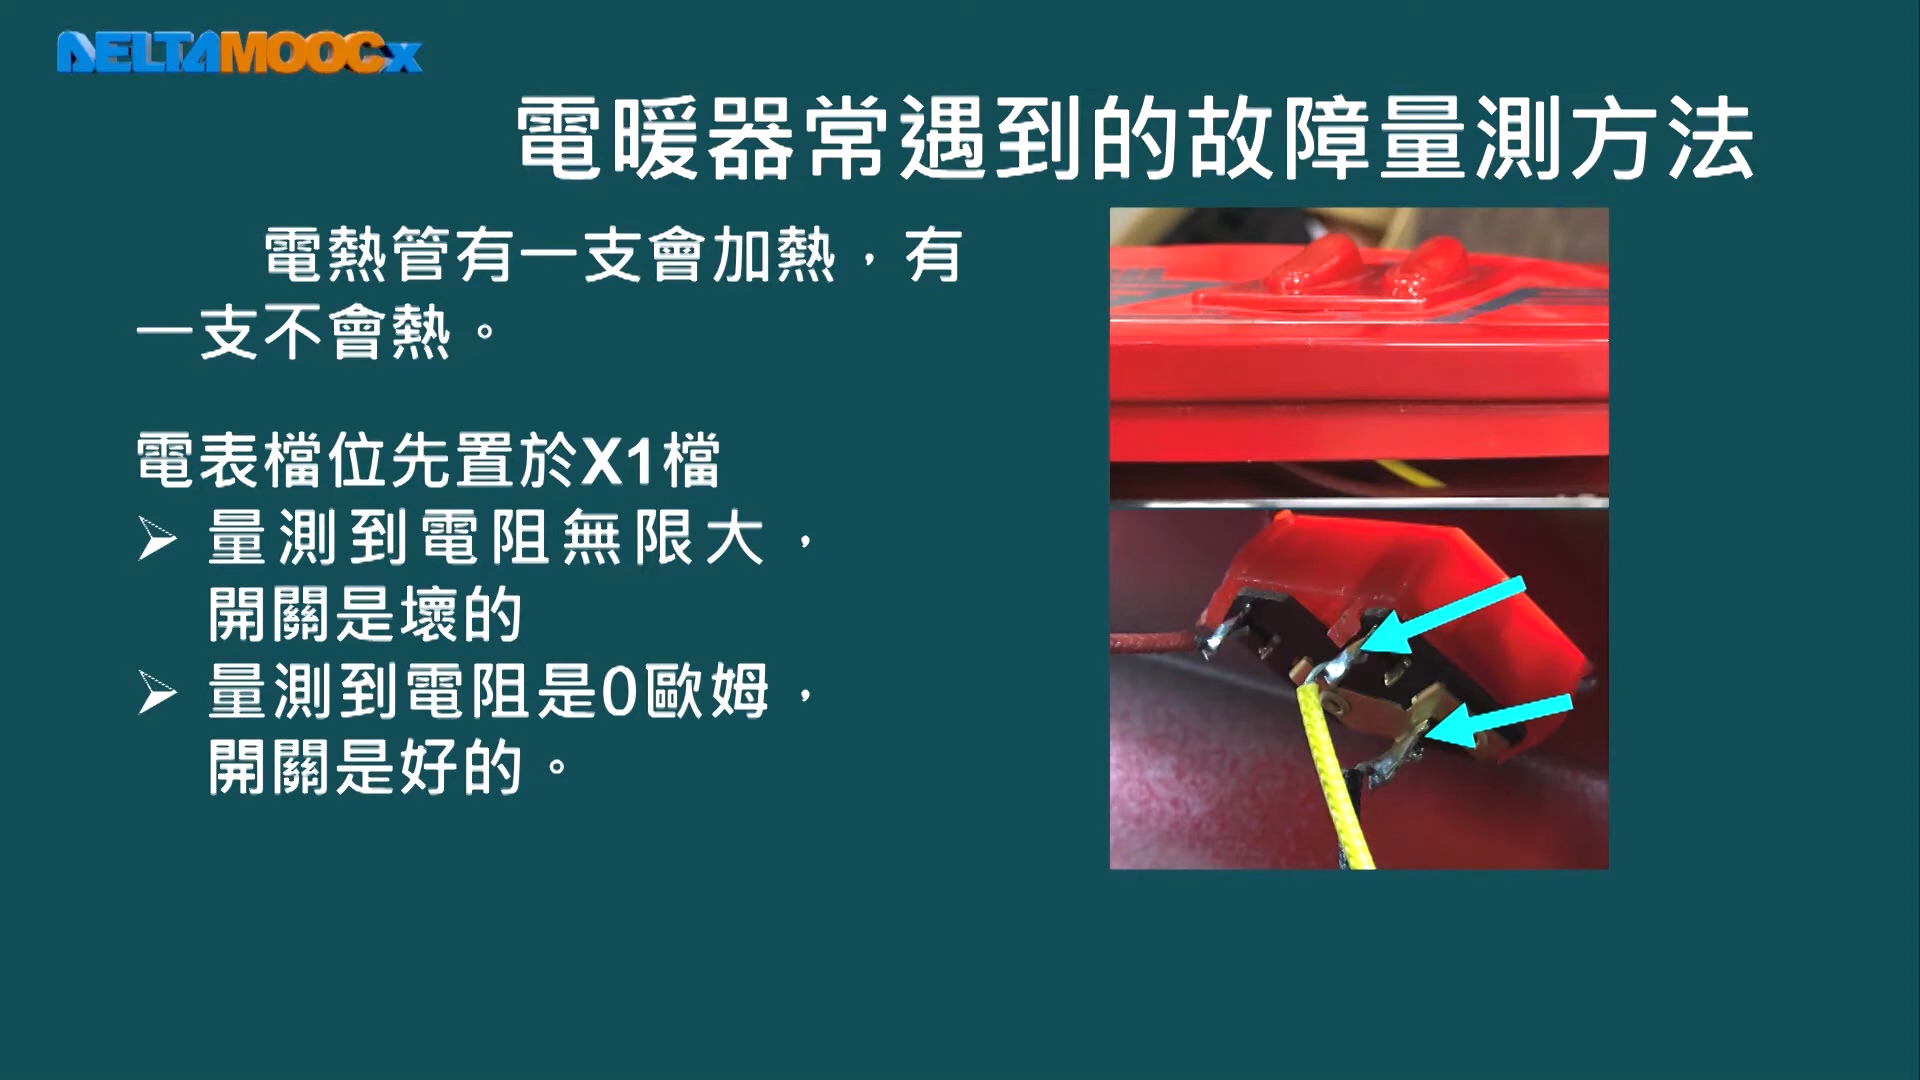 DELTAMOOCx
電暖器常遇到的故障量測方法
電熱管有一支會加熱，有
一支不會熱。
電表檔位先置於X1檔
➢ 量測到電阻無限大，
開關是壞的
➢ 量測到電阻是0歐姆，
開關是好的。